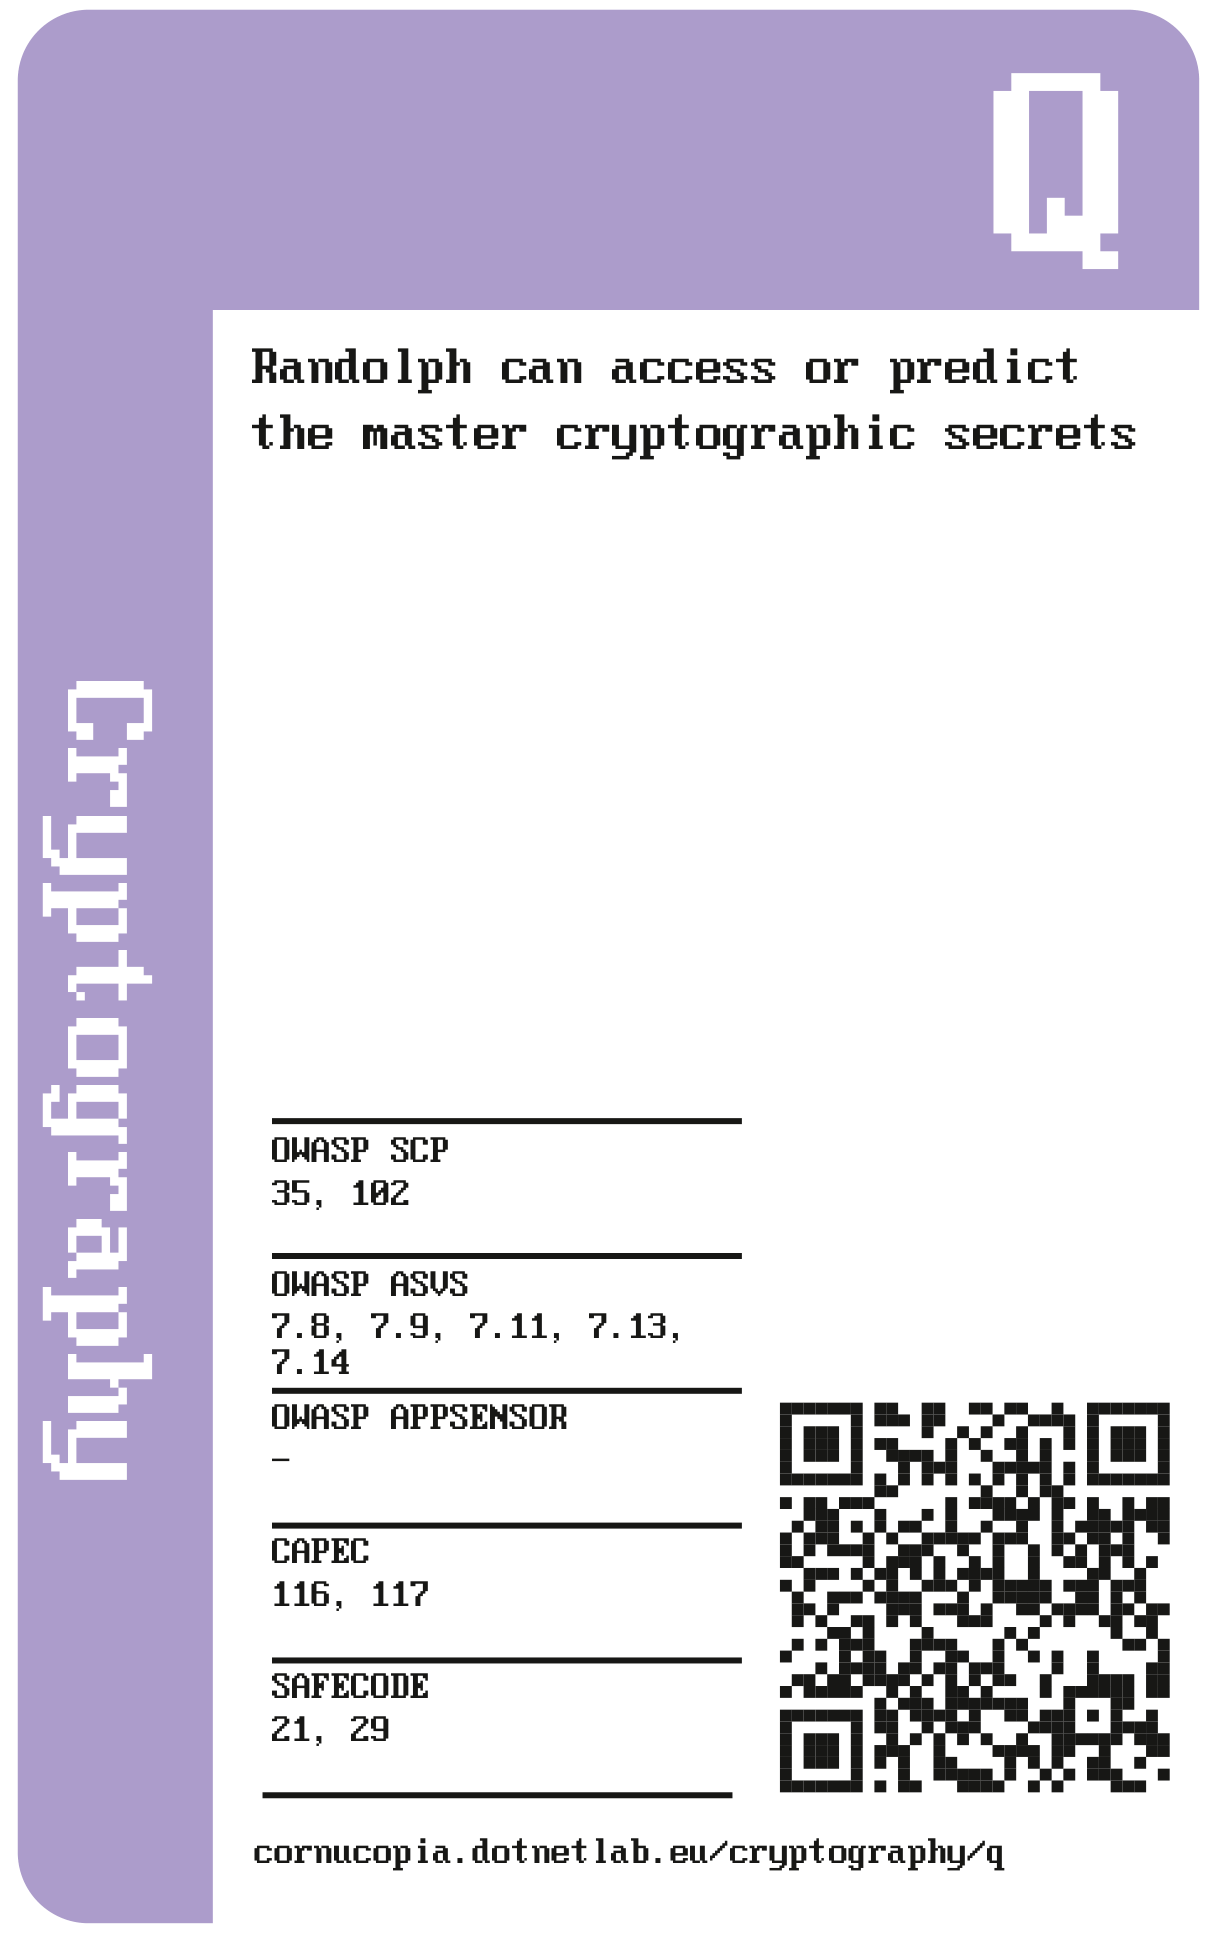 Q
Randolph can access or predict
the master cryptographic secrets
Cryptography
OWASP SCP
35, 102
OWASP ASVS
7.8, 7.9, 7.11, 7.13,
7.14
OWASP APPSENSOR
–
CAPEC
116, 117
SAFECODE
21, 29
cornucopia.dotnetlab.eu/cryptography/q